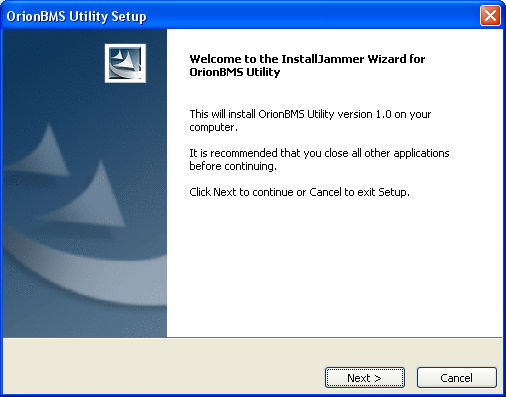 OrionBMS Utility Setup
Welcome to the InstallJammer Wizard for
OrionBMS Utility
This will install OrionBMS Utility version 1.0 on your
computer.
It is recommended that you close all other applications
before continuing.
Click Next to continue or Cancel to exit Setup.
Next >
Cancel